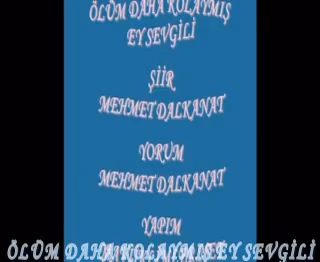 ÖLÜM DAHA KOLAYMIŞ
EY SEVGİLİ
ŞİİR
MEHMET DALKANAT
YORUM
MEHMET DALKANAT
YAPIM
ÖLÜM DAHA KOLAYMIŞ EY SEVGİLİ